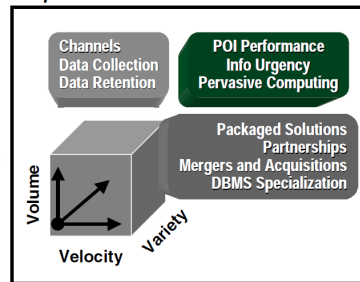 Channels
Data Collection
Data Retention
POI Performance
Info Urgency
Pervasive Computing
Packaged Solutions
Partnerships
Mergers and Acquisitions
DBMS Specialization
Volume
Velocity
Variety